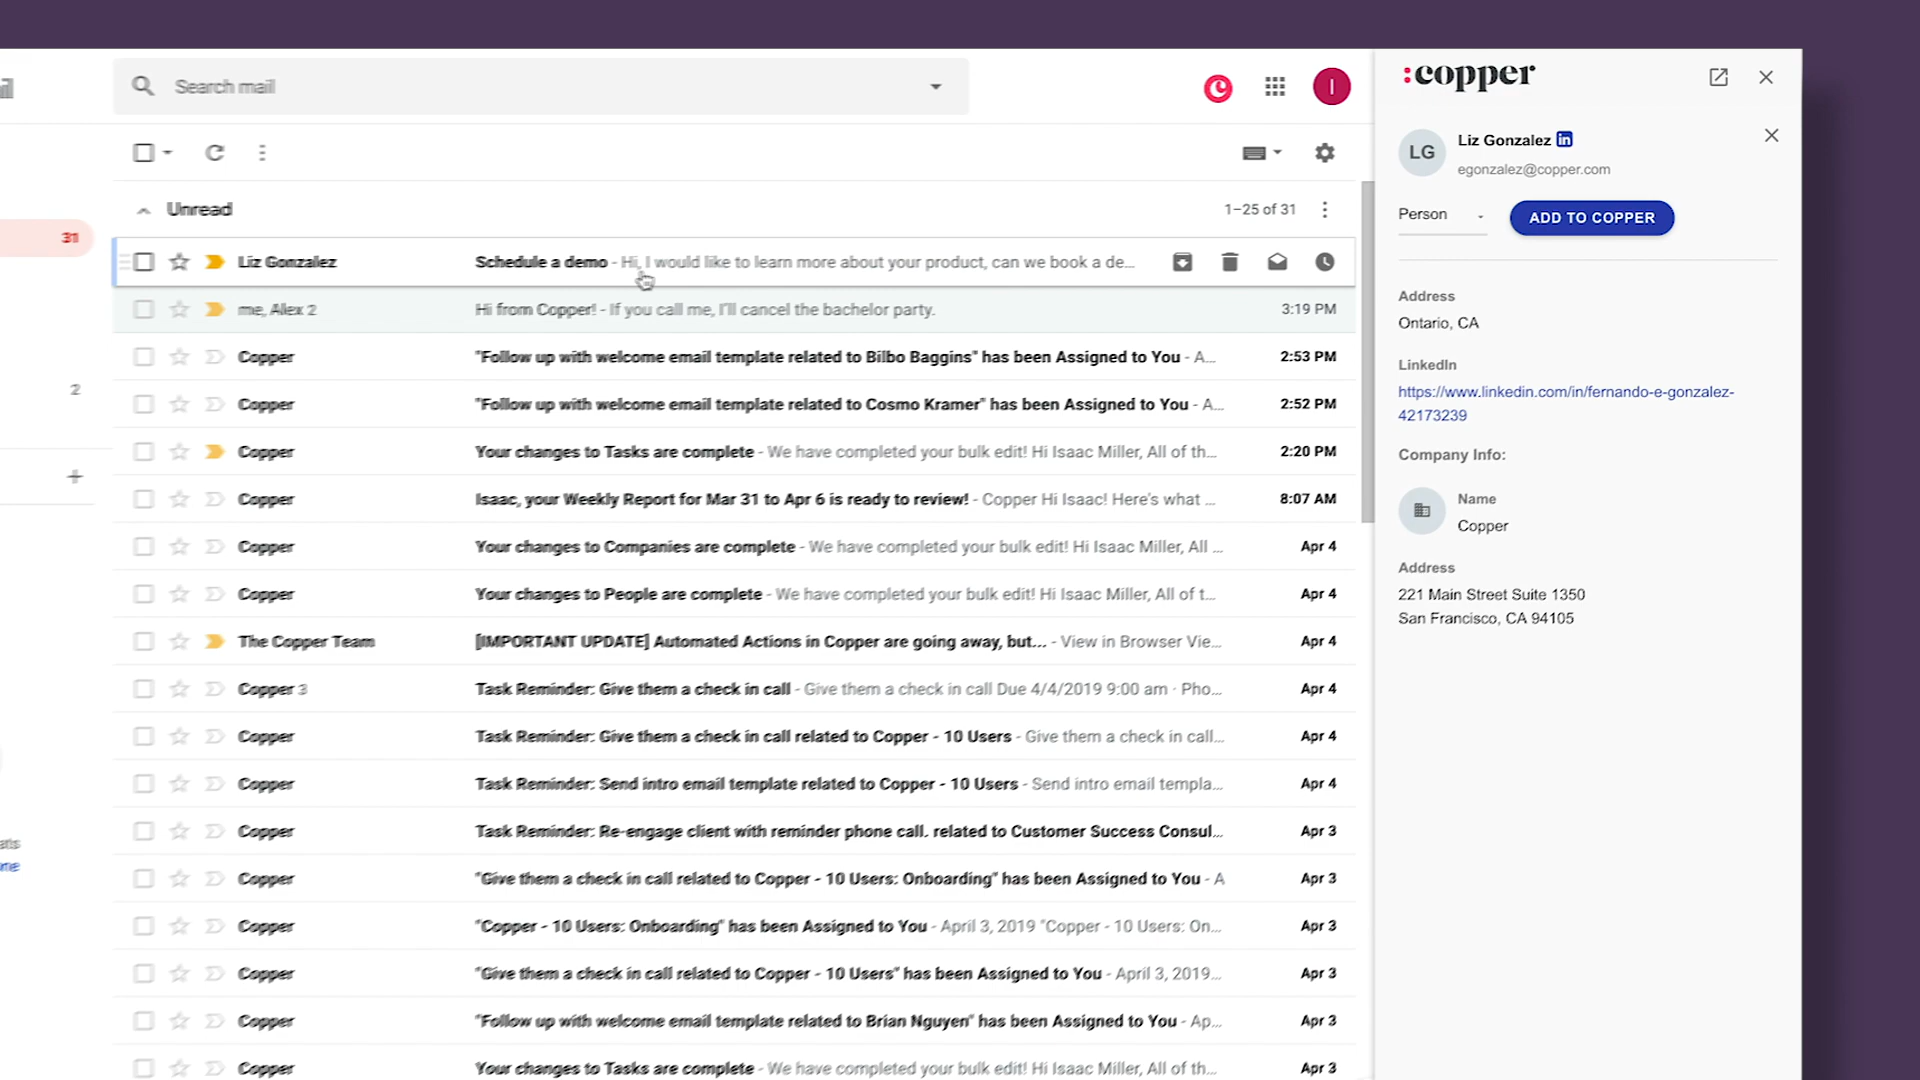 Search mail
I
:copper
LG
Liz Gonzalez in
egonzalez@copper.com
Person
ADD TO COPPER
Address
Ontario, CA
LinkedIn
https://www.linkedin.com/in/fernando-e-gonzalez-
42173239
Company Info:
Name
Copper
Address
221 Main Street Suite 1350
San Francisco, CA 94105
31
2
Unread
1–25 of 31
Liz Gonzalez Schedule a demo - Hi, I would like to learn more about your product, can we book a de...
me, Alex 2 Hi from Copper! - If you call me, I'll cancel the bachelor party. 3:19 PM
Copper "Follow up with welcome email template related to Bilbo Baggins" has been Assigned to You - A... 2:53 PM
Copper "Follow up with welcome email template related to Cosmo Kramer" has been Assigned to You - A... 2:52 PM
Copper Your changes to Tasks are complete - We have completed your bulk edit! Hi Isaac Miller, All of th... 2:20 PM
Copper Isaac, your Weekly Report for Mar 31 to Apr 6 is ready to review! - Copper Hi Isaac! Here's what ... 8:07 AM
Copper Your changes to Companies are complete - We have completed your bulk edit! Hi Isaac Miller, All ... Apr 4
Copper Your changes to People are complete - We have completed your bulk edit! Hi Isaac Miller, All of t... Apr 4
The Copper Team [IMPORTANT UPDATE] Automated Actions in Copper are going away, but... - View in Browser Vie... Apr 4
Copper 3 Task Reminder: Give them a check in call - Give them a check in call Due 4/4/2019 9:00 am · Pho... Apr 4
Copper Task Reminder: Give them a check in call related to Copper - 10 Users - Give them a check in call... Apr 4
Copper Task Reminder: Send intro email template related to Copper - 10 Users - Send intro email templa... Apr 4
Copper Task Reminder: Re-engage client with reminder phone call. related to Customer Success Consul... Apr 3
Copper "Give them a check in call related to Copper - 10 Users: Onboarding" has been Assigned to You - A Apr 3
Copper "Copper - 10 Users: Onboarding" has been Assigned to You - April 3, 2019 "Copper - 10 Users: On... Apr 3
Copper "Give them a check in call related to Copper - 10 Users" has been Assigned to You - April 3, 2019... Apr 3
Copper "Follow up with welcome email template related to Brian Nguyen" has been Assigned to You - Ap... Apr 3
Copper Your changes to Tasks are complete - We have completed your bulk edit! Hi Isaac Miller, All of th... Apr 3